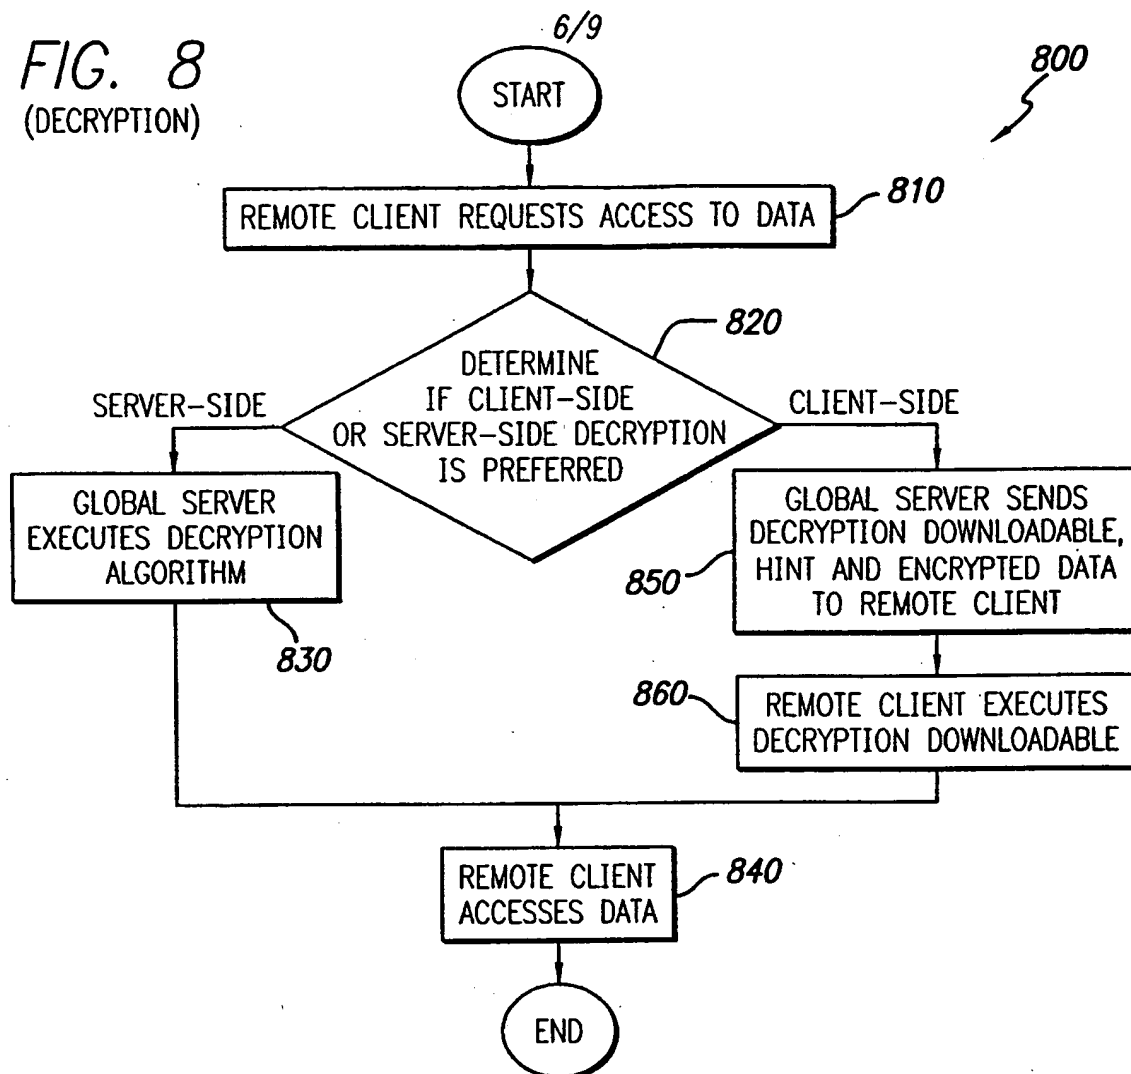 6/9
FIG. 8
(DECRYPTION)
START
800
REMOTE CLIENT REQUESTS ACCESS TO DATA
810
DETERMINE
IF CLIENT-SIDE
OR SERVER-SIDE DECRYPTION
IS PREFERRED
820
SERVER-SIDE
CLIENT-SIDE
GLOBAL SERVER
EXECUTES DECRYPTION
ALGORITHM
830
GLOBAL SERVER SENDS
DECRYPTION DOWNLOADABLE,
HINT AND ENCRYPTED DATA
TO REMOTE CLIENT
850
860
REMOTE CLIENT EXECUTES
DECRYPTION DOWNLOADABLE
REMOTE CLIENT
ACCESSES DATA
840
END